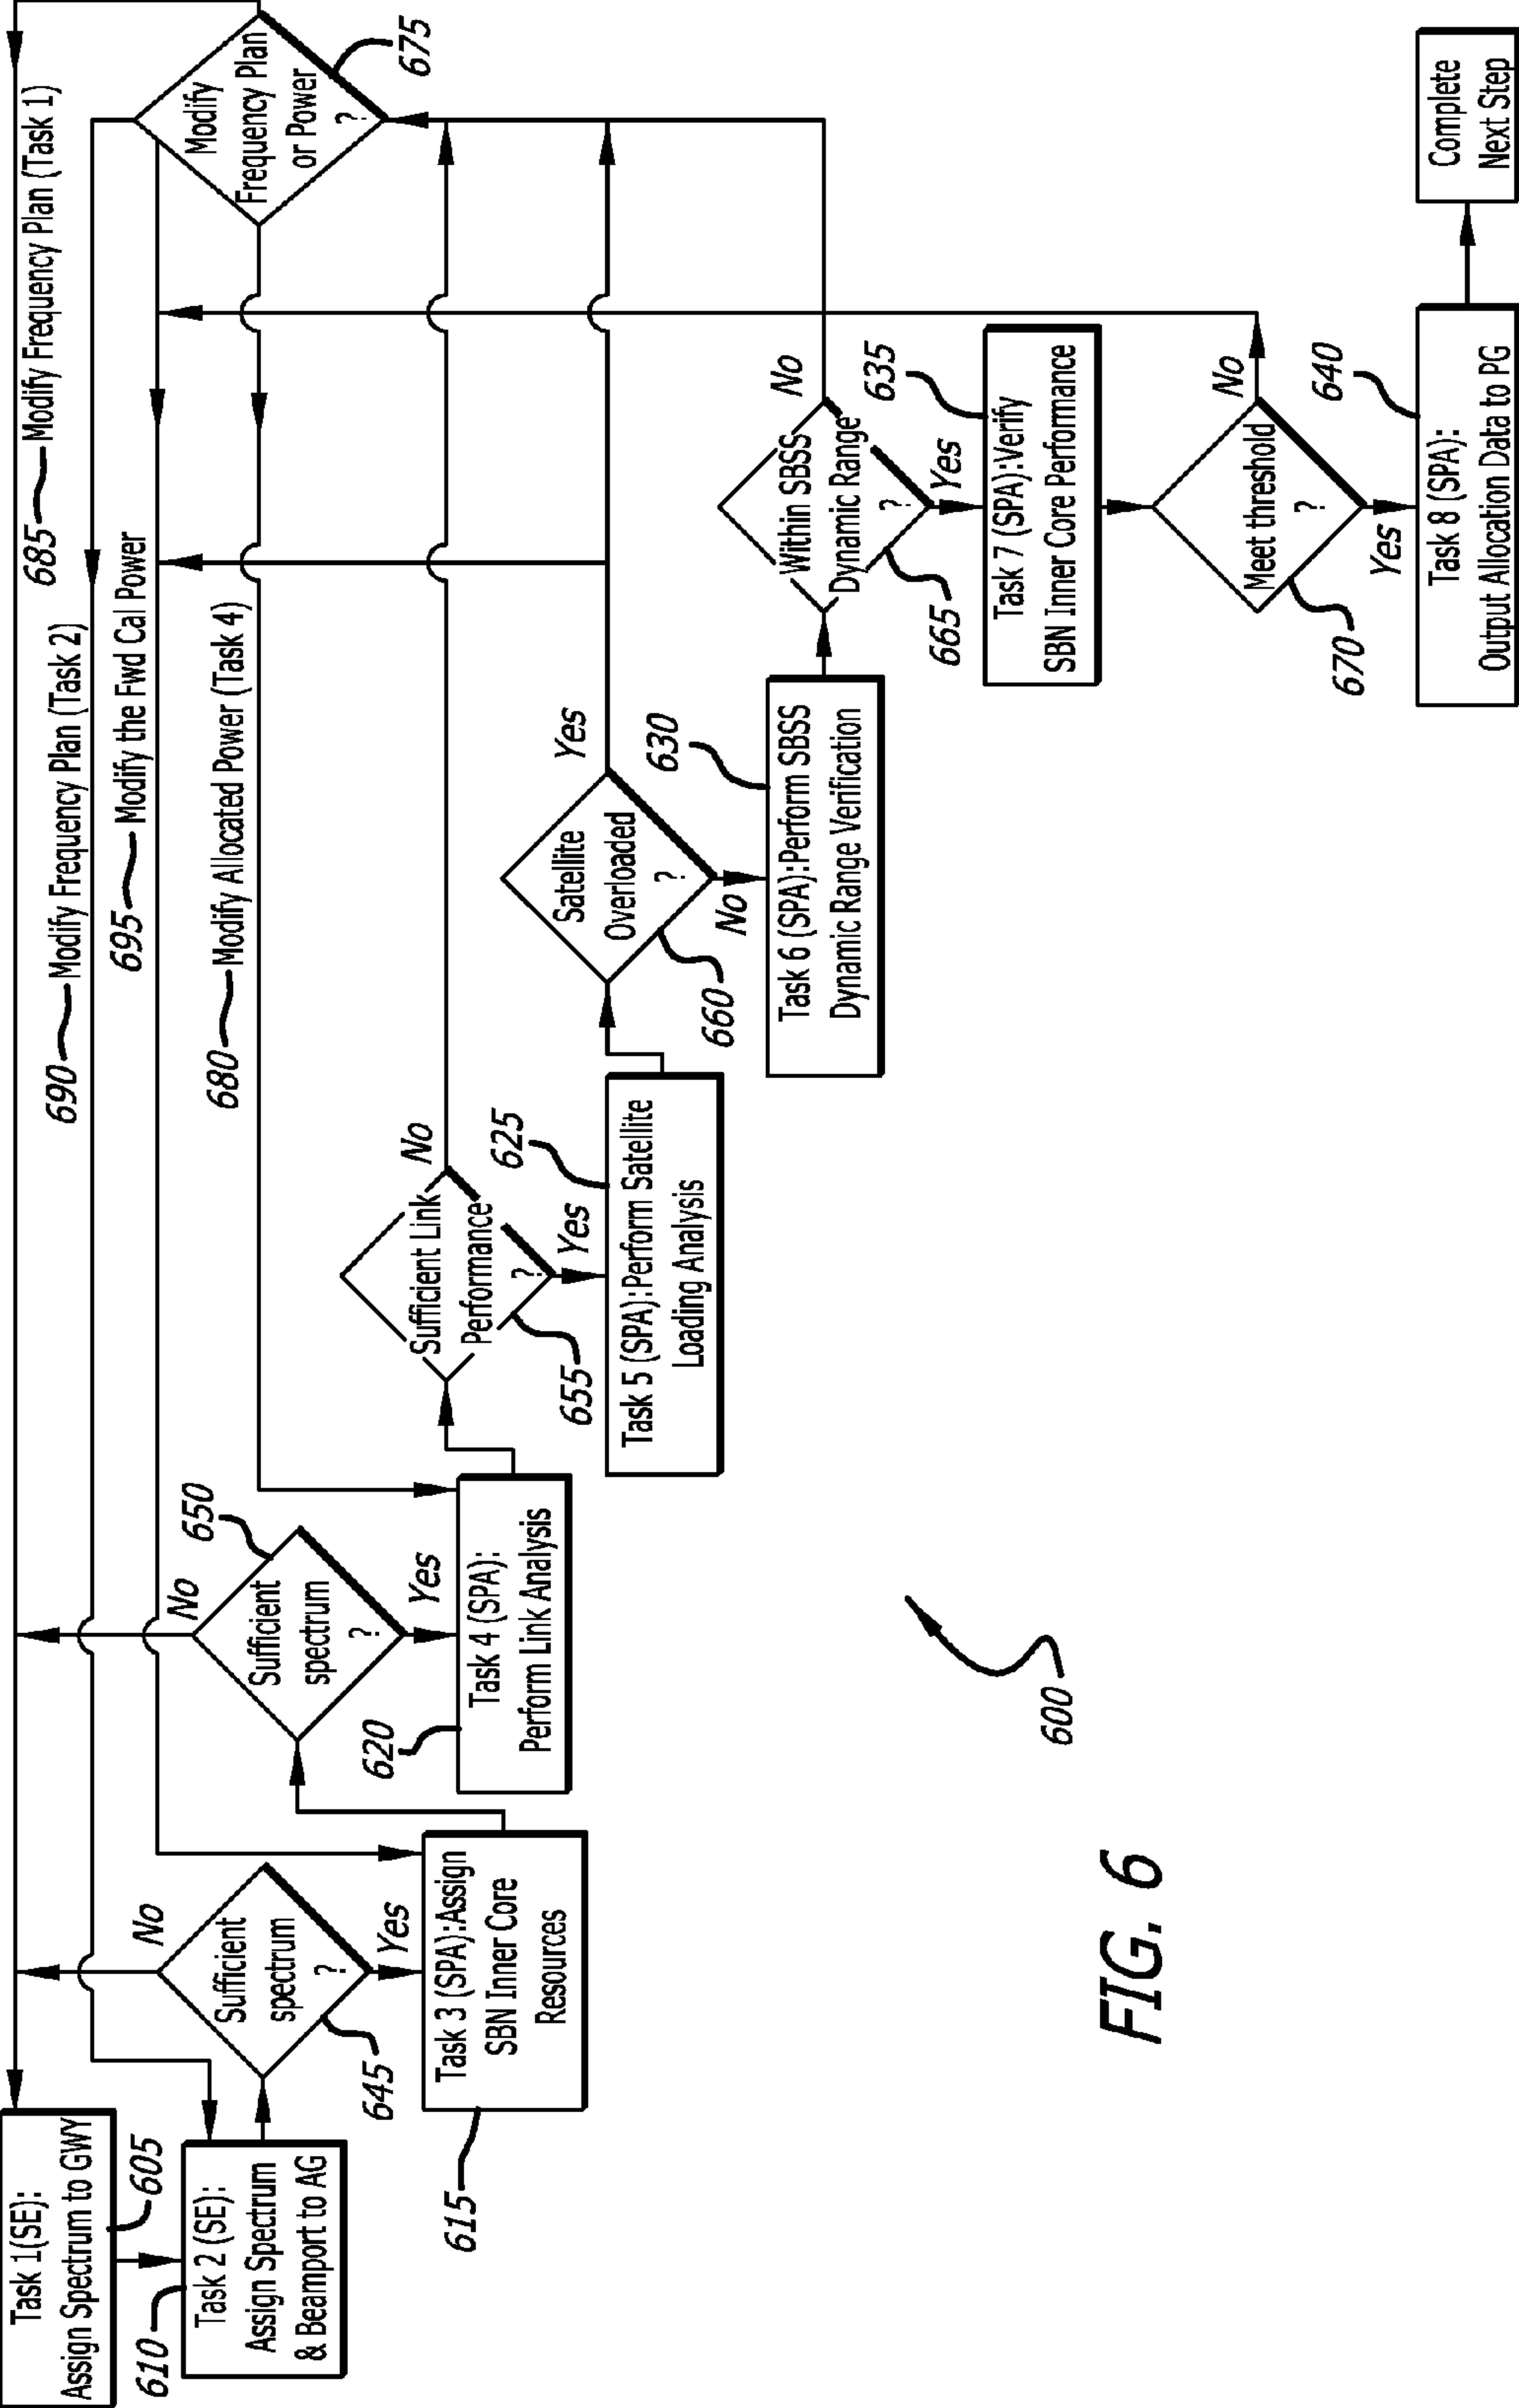 Task 1(SE):
Assign Spectrum to GWY
605
610
Task 2 (SE):
Assign Spectrum
& Beamport to AG
645
Sufficient
spectrum
?
No
Yes
615
Task 3 (SPA):Assign
SBN Inner Core
Resources
650
Sufficient
spectrum
?
No
Yes
620
Task 4 (SPA):
Perform Link Analysis
655
Sufficient Link
Performance
?
No
Yes
625
Task 5 (SPA):Perform Satellite
Loading Analysis
660
Satellite
Overloaded
?
Yes
No
630
Task 6 (SPA):Perform SBSS
Dynamic Range Verification
665
Within SBSS
Dynamic Range
?
No
Yes
635
Task 7 (SPA):Verify
SBN Inner Core Performance
670
Meet threshold
?
No
Yes
640
Task 8 (SPA):
Output Allocation Data to PG
Complete
Next Step
685 Modify Frequency Plan (Task 1)
690 Modify Frequency Plan (Task 2)
695 Modify the Fwd Cal Power
680 Modify Allocated Power (Task 4)
Modify
Frequency Plan
or Power
?
675
600
FIG. 6